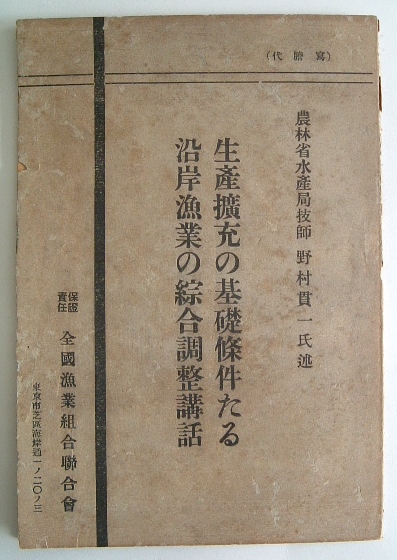 （寫謄代）
農林省水產局技師 野村貫一氏述
生產擴充の基礎條件たる
沿岸漁業の綜合調整講話
保證責任 全國漁業組合聯合會
東京市芝區海岸通一ノ二〇ノ三